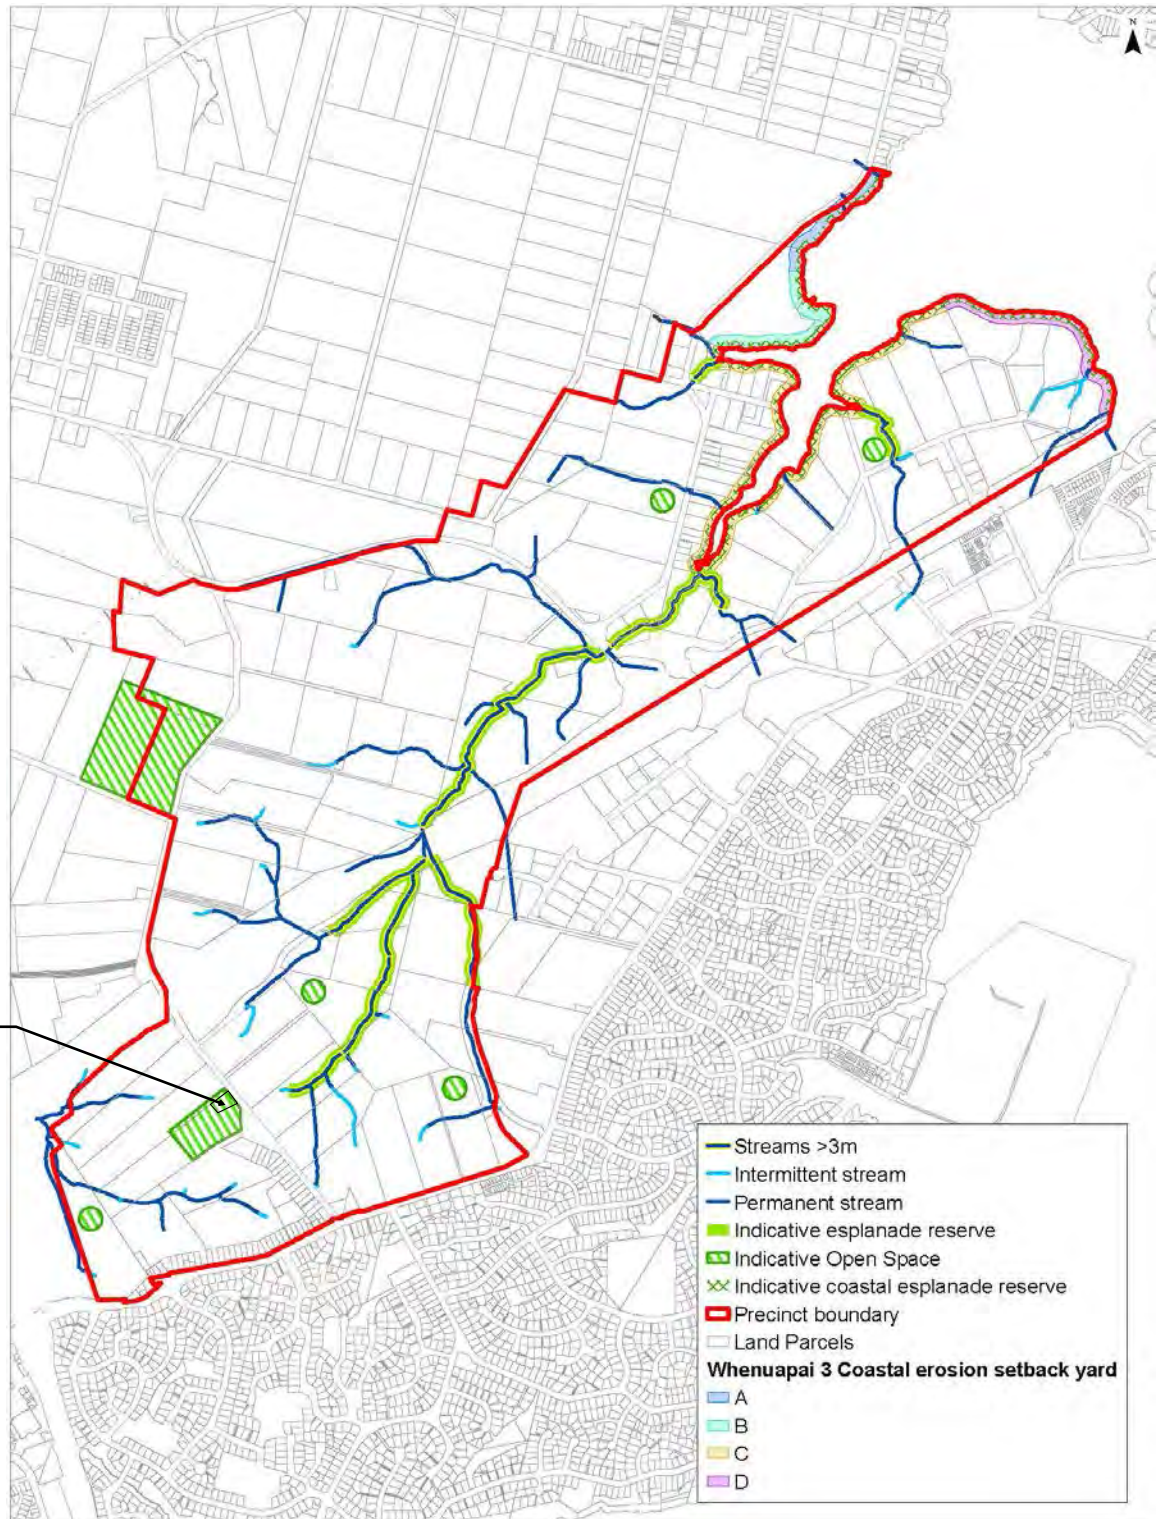 N
Streams >3m
Intermittent stream
Permanent stream
Indicative esplanade reserve
Indicative Open Space
Indicative coastal esplanade reserve
Precinct boundary
Land Parcels
Whenuapai 3 Coastal erosion setback yard
A
B
C
D